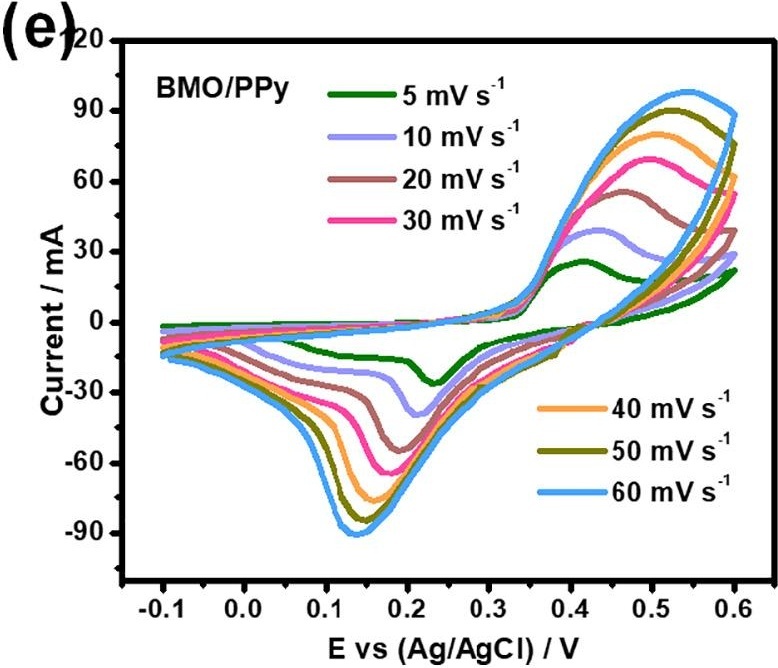 (e)
120
90
60
30
0
-30
-60
-90
Current / mA
BMO/PPy
5 mV s⁻¹
10 mV s⁻¹
20 mV s⁻¹
30 mV s⁻¹
40 mV s⁻¹
50 mV s⁻¹
60 mV s⁻¹
-0.1 0.0 0.1 0.2 0.3 0.4 0.5 0.6
E vs (Ag/AgCl) / V